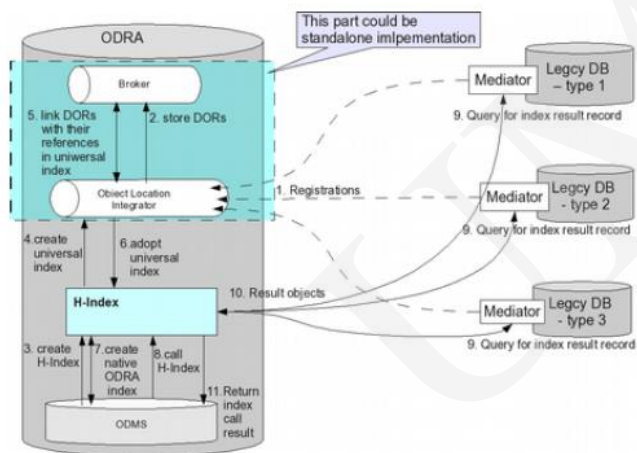 ODRA
This part could be
standalone imlpementation
Broker
5. link DORs
with their
references
in universal
index
2. store DORs
Object Location
Integrator
1. Registrations
4.create
universal
index
6.adopt
universal
index
H-Index
10. Result objects
3. create
H-Index
7.create
native
ODRA
index
8.call
H-Index
11.Return
index
call
result
ODMS
Mediator
Legcy DB
– type 1
9. Query for index result record
Mediator
Legcy DB
- type 2
9. Query for index result record
Mediator
Legcy DB
- type 3
9. Query for index result record